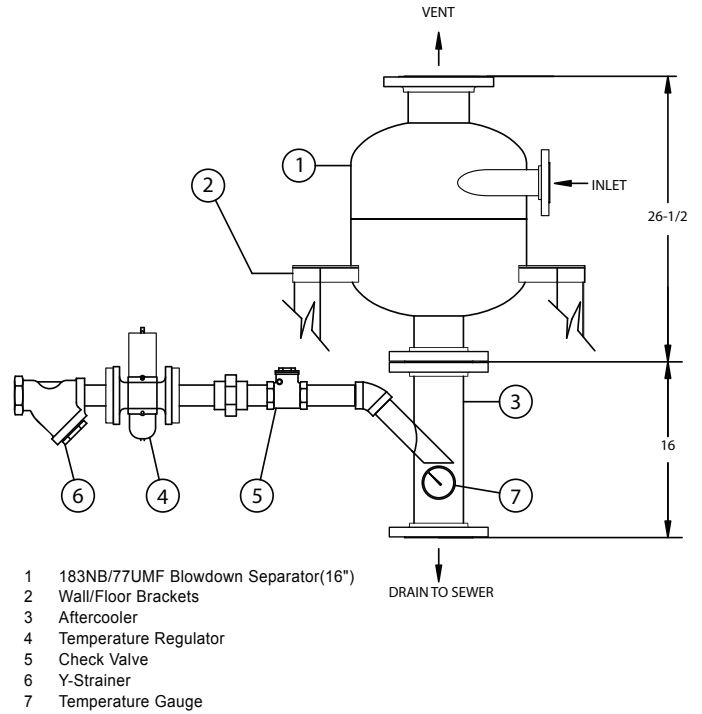 VENT
1
2
INLET
26-1/2
3
16
6
4
5
7
DRAIN TO SEWER
1 183NB/77UMF Blowdown Separator(16")
2 Wall/Floor Brackets
3 Aftercooler
4 Temperature Regulator
5 Check Valve
6 Y-Strainer
7 Temperature Gauge